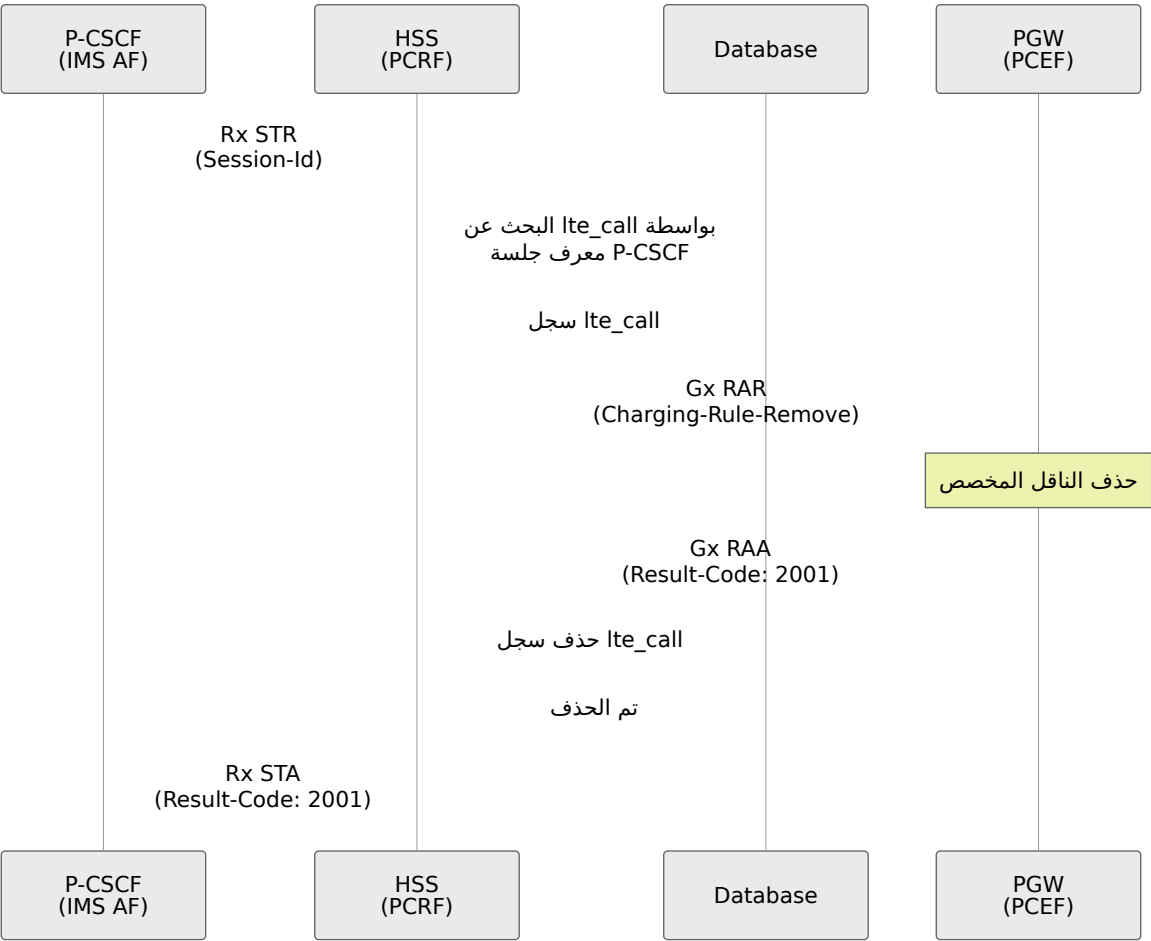 P-CSCF
(IMS AF)
HSS
(PCRF)
Database
PGW
(PCEF)
Rx STR
(Session-Id)
البحث عن lte_call بواسطة
معرف جلسة P-CSCF
سجل lte_call
Gx RAR
(Charging-Rule-Remove)
حذف الناقل المخصص
Gx RAA
(Result-Code: 2001)
حذف سجل lte_call
تم الحذف
Rx STA
(Result-Code: 2001)
P-CSCF
(IMS AF)
HSS
(PCRF)
Database
PGW
(PCEF)